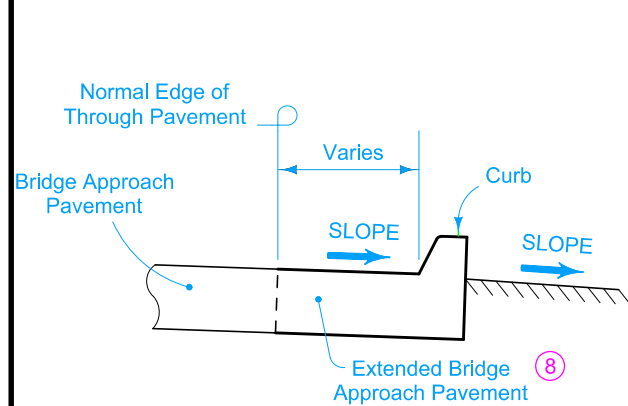 Normal Edge of
Through Pavement
Varies
Bridge Approach
Pavement
Curb
SLOPE
SLOPE
Extended Bridge 8
Approach Pavement